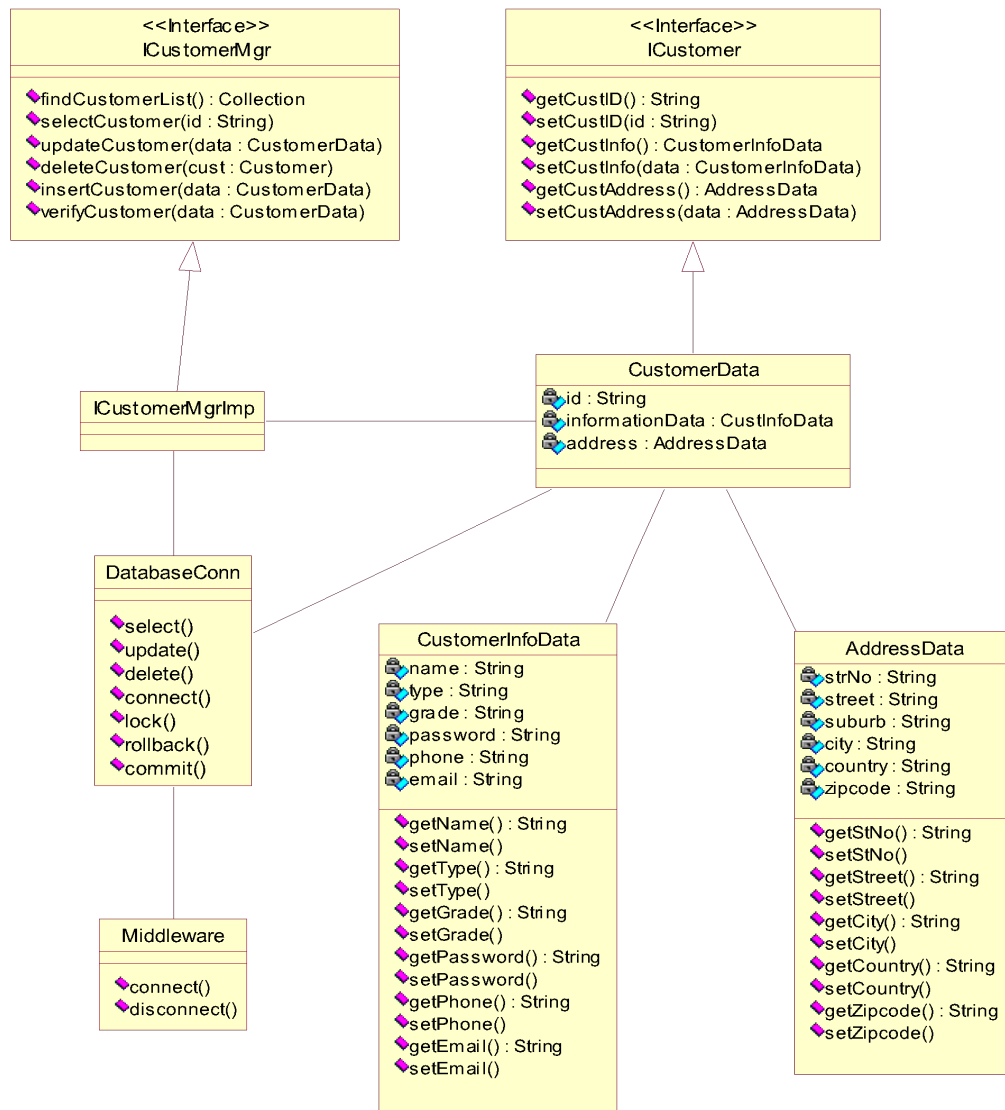 <<Interface>>
ICustomerMgr
findCustomerList() : Collection
selectCustomer(id : String)
updateCustomer(data : CustomerData)
deleteCustomer(cust : Customer)
insertCustomer(data : CustomerData)
verifyCustomer(data : CustomerData)
<<Interface>>
ICustomer
getCustID() : String
setCustID(id : String)
getCustInfo() : CustomerInfoData
setCustInfo(data : CustomerInfoData)
getCustAddress() : AddressData
setCustAddress(data : AddressData)
ICustomerMgrImp
CustomerData
id : String
informationData : CustInfoData
address : AddressData
DatabaseConn
select()
update()
delete()
connect()
lock()
rollback()
commit()
CustomerInfoData
name : String
type : String
grade : String
password : String
phone : String
email : String
getName() : String
setName()
getType() : String
setType()
getGrade() : String
setGrade()
getPassword() : String
setPassword()
getPhone() : String
setPhone()
getEmail() : String
setEmail()
AddressData
strNo : String
street : String
suburb : String
city : String
country : String
zipcode : String
getStNo() : String
setStNo()
getStreet() : String
setStreet()
getCity() : String
setCity()
getCountry() : String
setCountry()
getZipcode() : String
setZipcode()
Middleware
connect()
disconnect()